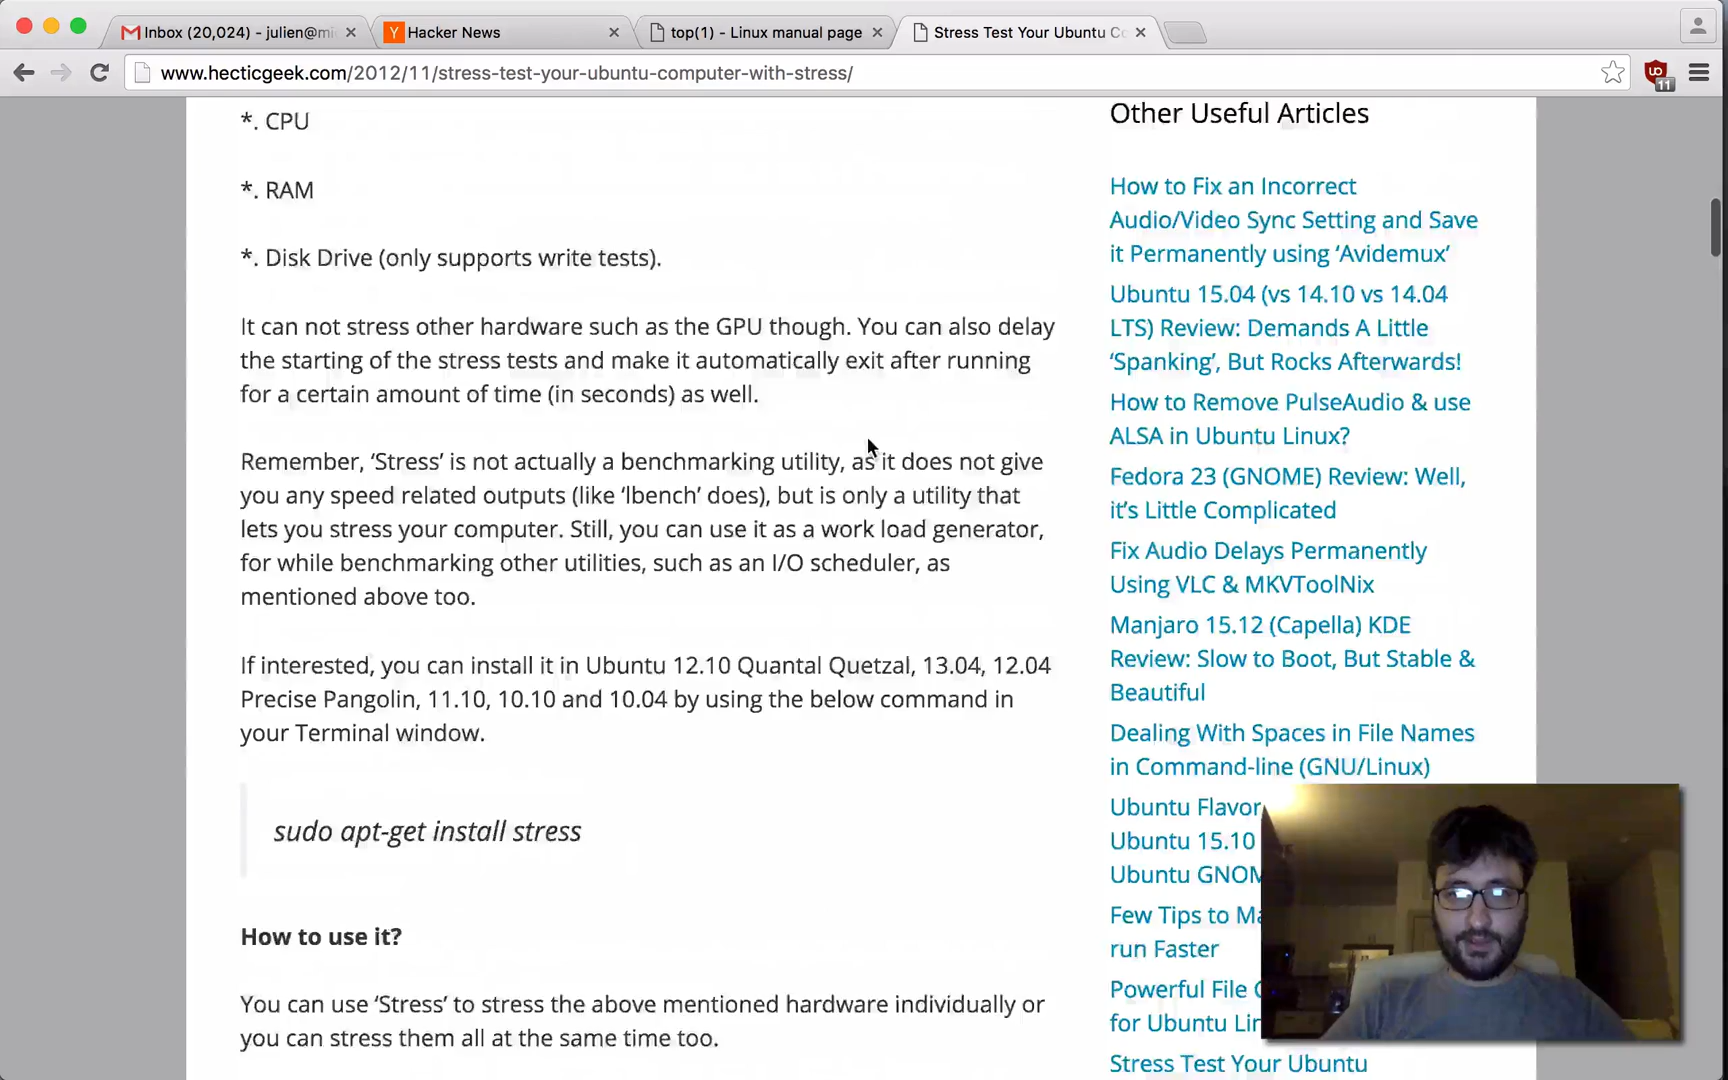 Inbox (20,024) - julien@mi
Hacker News
top(1) - Linux manual page
Stress Test Your Ubuntu Co
www.hecticgeek.com/2012/11/stress-test-your-ubuntu-computer-with-stress/
11
*. CPU
*. RAM
*. Disk Drive (only supports write tests).
It can not stress other hardware such as the GPU though. You can also delay
the starting of the stress tests and make it automatically exit after running
for a certain amount of time (in seconds) as well.
Remember, ‘Stress’ is not actually a benchmarking utility, as it does not give
you any speed related outputs (like ‘lbench’ does), but is only a utility that
lets you stress your computer. Still, you can use it as a work load generator,
for while benchmarking other utilities, such as an I/O scheduler, as
mentioned above too.
If interested, you can install it in Ubuntu 12.10 Quantal Quetzal, 13.04, 12.04
Precise Pangolin, 11.10, 10.10 and 10.04 by using the below command in
your Terminal window.
sudo apt-get install stress
How to use it?
You can use ‘Stress’ to stress the above mentioned hardware individually or
you can stress them all at the same time too.
Other Useful Articles
How to Fix an Incorrect
Audio/Video Sync Setting and Save
it Permanently using ‘Avidemux’
Ubuntu 15.04 (vs 14.10 vs 14.04
LTS) Review: Demands A Little
‘Spanking’, But Rocks Afterwards!
How to Remove PulseAudio & use
ALSA in Ubuntu Linux?
Fedora 23 (GNOME) Review: Well,
it’s Little Complicated
Fix Audio Delays Permanently
Using VLC & MKVToolNix
Manjaro 15.12 (Capella) KDE
Review: Slow to Boot, But Stable &
Beautiful
Dealing With Spaces in File Names
in Command-line (GNU/Linux)
Ubuntu Flavor
Ubuntu 15.10
Ubuntu GNOM
Few Tips to Ma
run Faster
Powerful File
for Ubuntu Lin
Stress Test Your Ubuntu